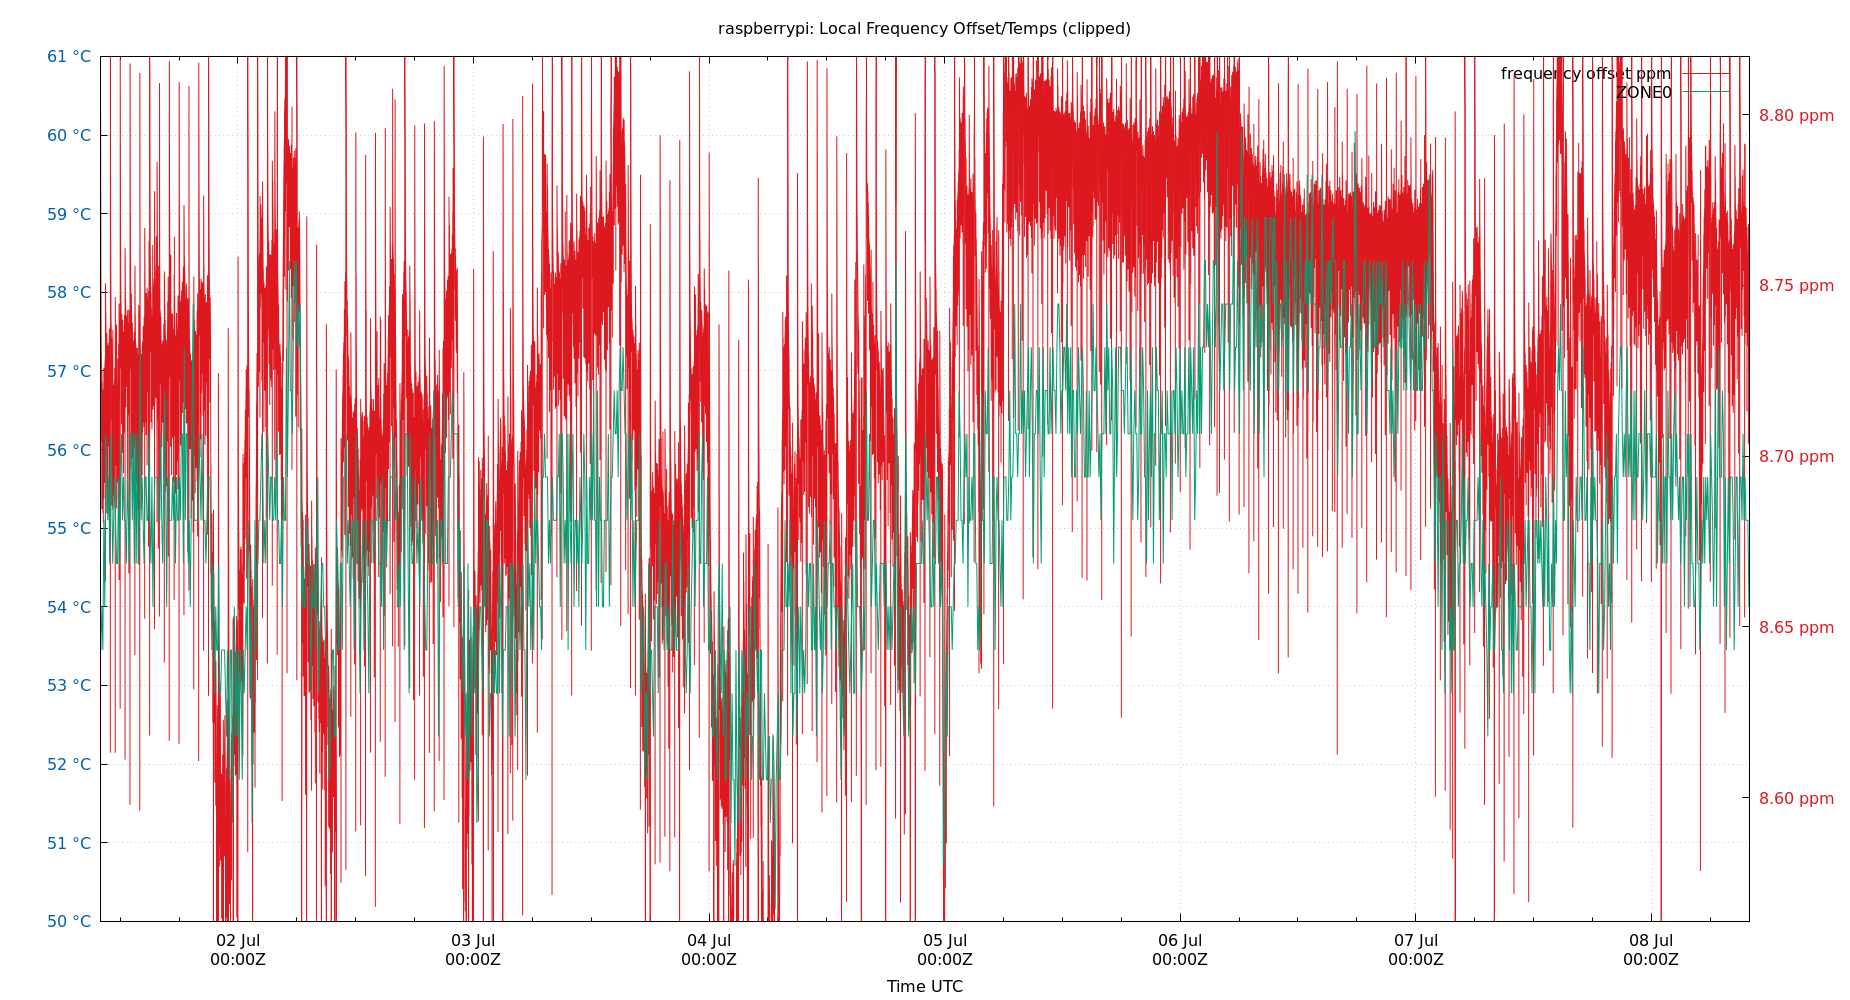 raspberrypi: Local Frequency Offset/Temps (clipped)
61 °C
60 °C
59 °C
58 °C
57 °C
56 °C
55 °C
54 °C
53 °C
52 °C
51 °C
50 °C
frequency offset ppm
ZONE0
8.80 ppm
8.75 ppm
8.70 ppm
8.65 ppm
8.60 ppm
02 Jul
00:00Z
03 Jul
00:00Z
04 Jul
00:00Z
05 Jul
00:00Z
06 Jul
00:00Z
07 Jul
00:00Z
08 Jul
00:00Z
Time UTC